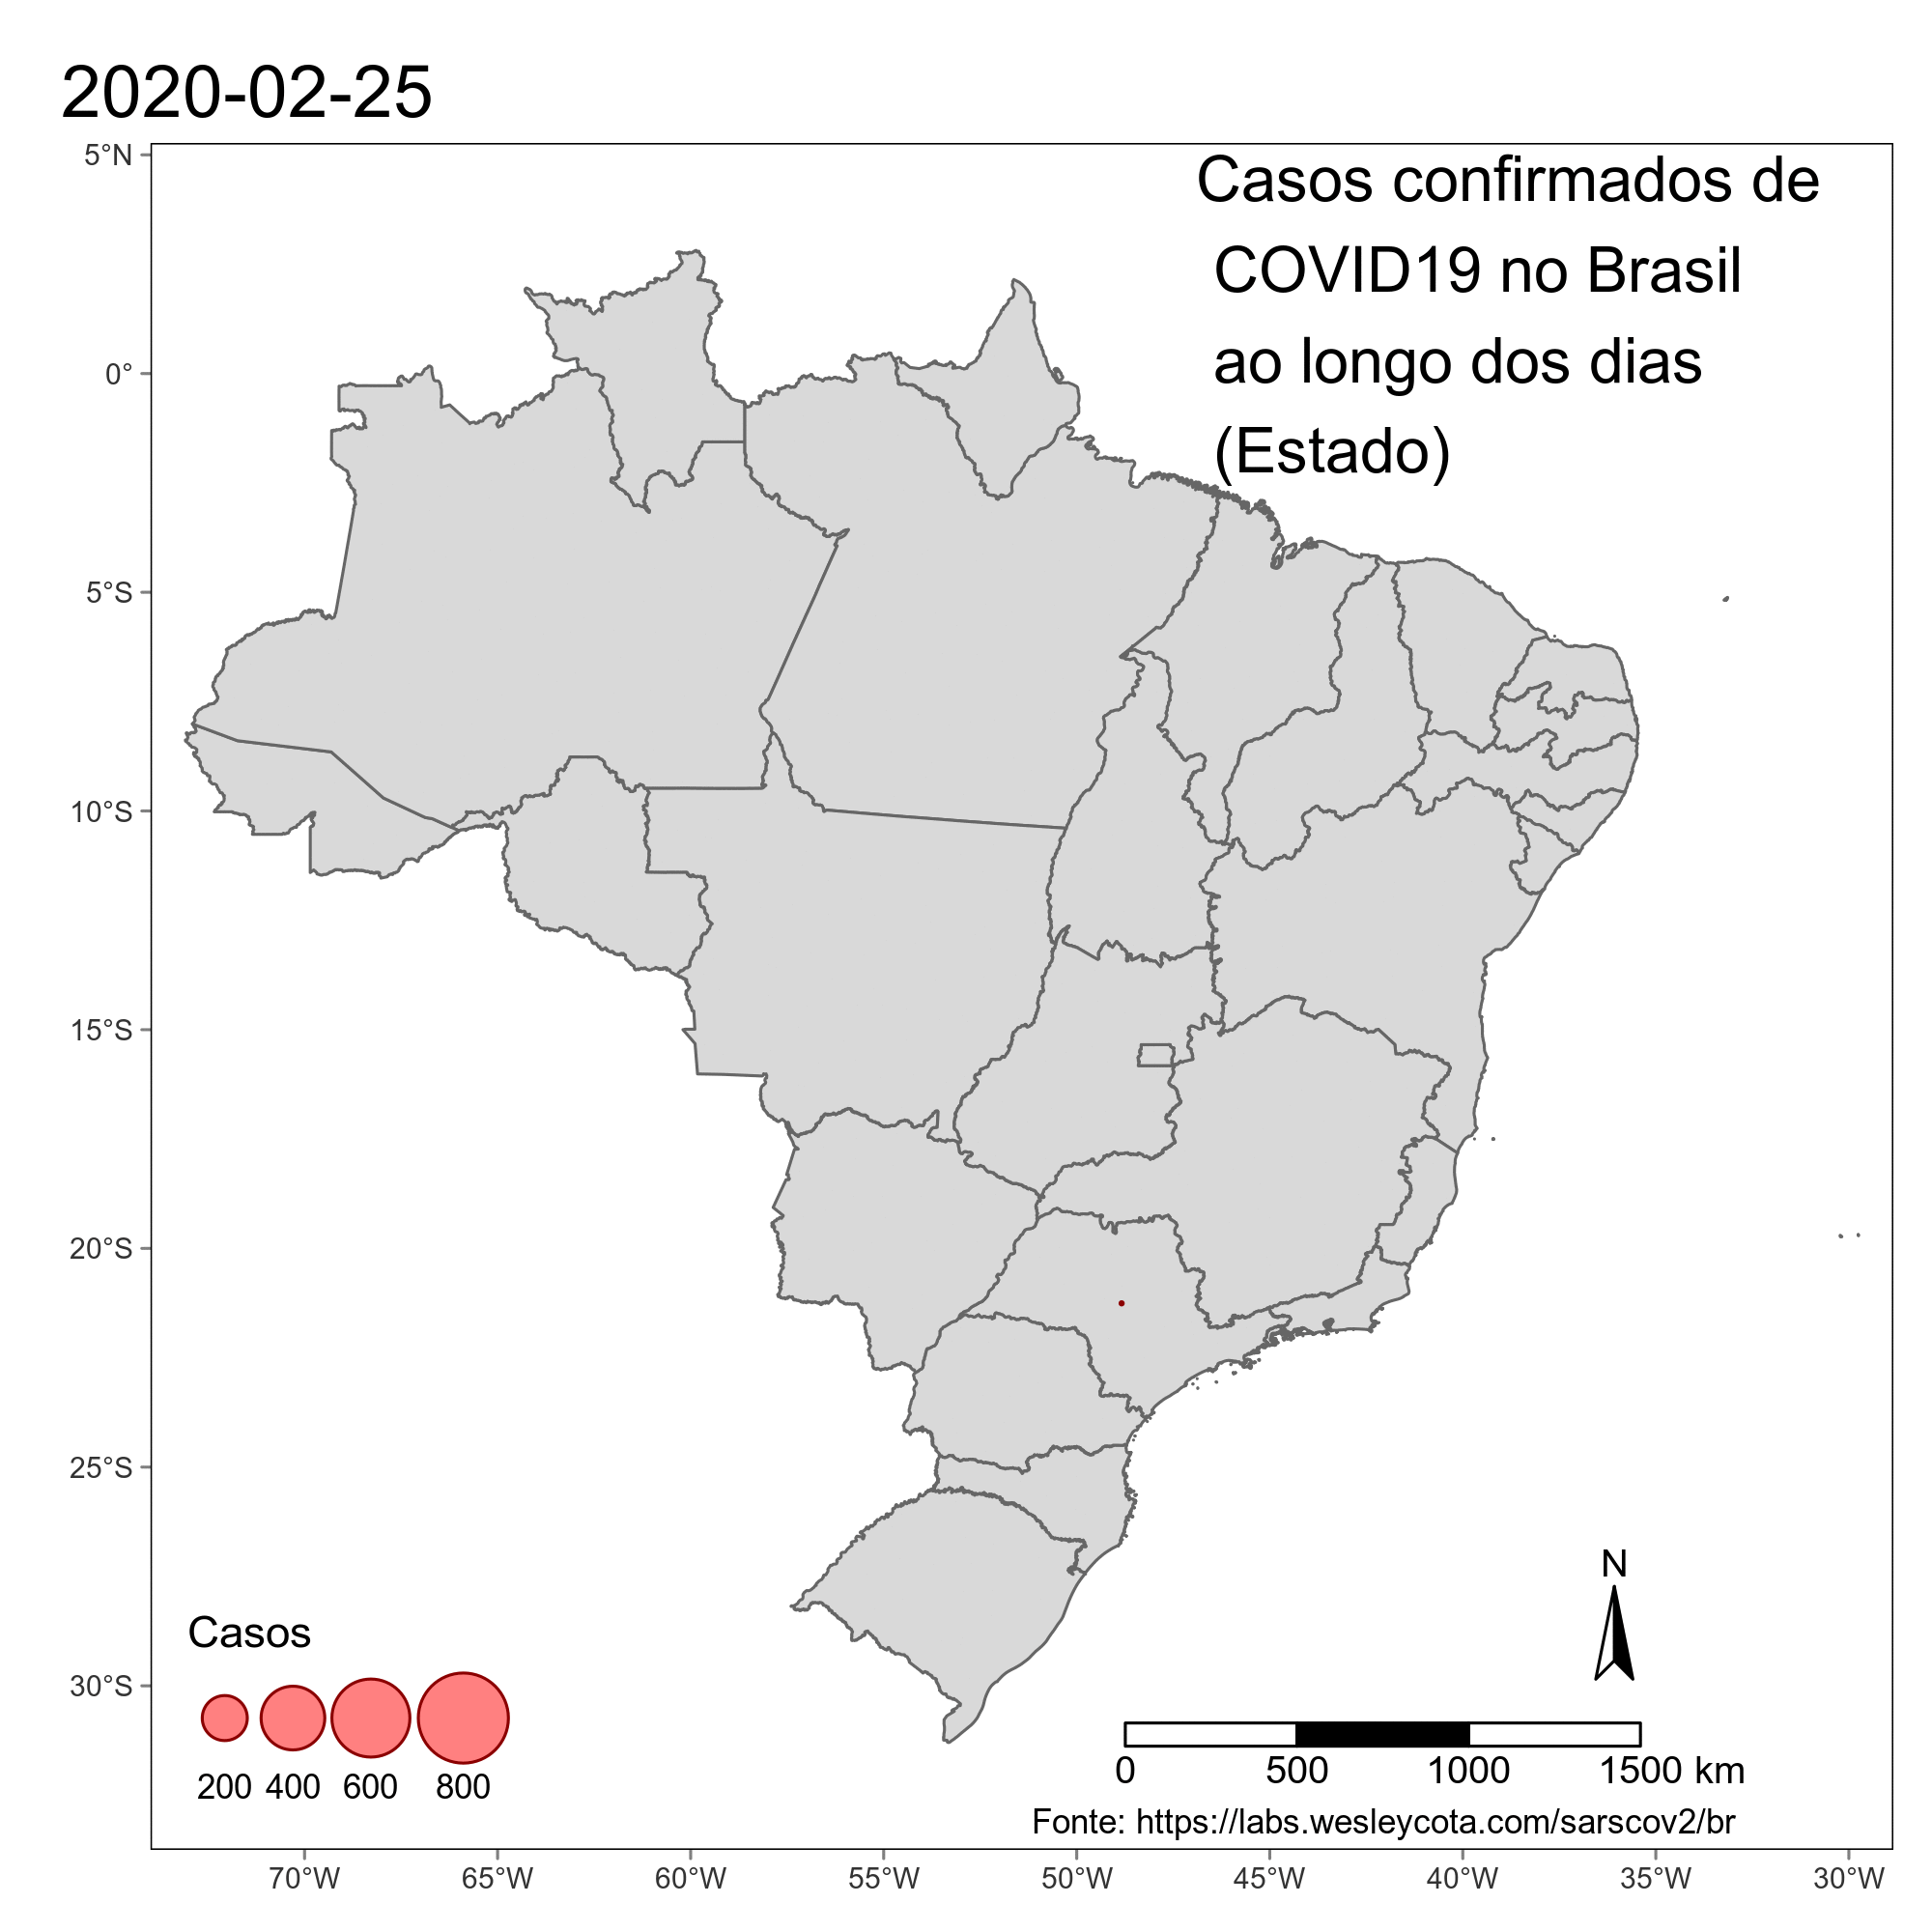 2020-02-25
Casos confirmados de
COVID19 no Brasil
ao longo dos dias
(Estado)
5°N
0°
5°S
10°S
15°S
20°S
25°S
30°S
N
Casos
200 400 600 800
0 500 1000 1500 km
Fonte: https://labs.wesleycota.com/sarscov2/br
70°W 65°W 60°W 55°W 50°W 45°W 40°W 35°W 30°W